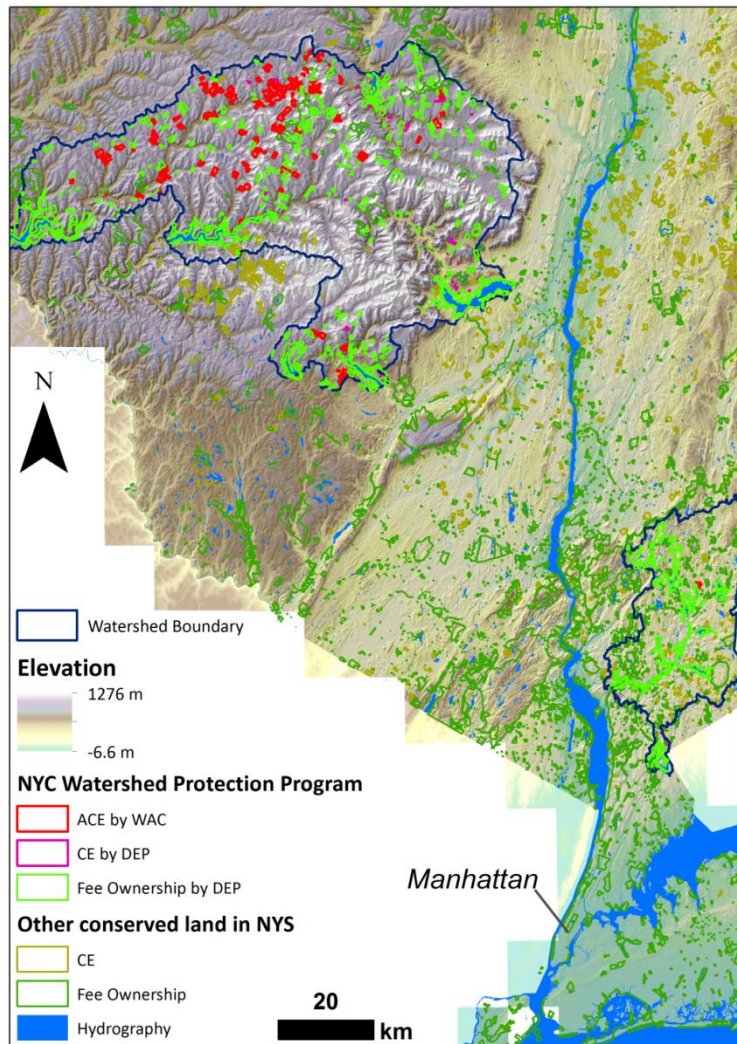 N
Watershed Boundary
Elevation
1276 m
-6.6 m
NYC Watershed Protection Program
ACE by WAC
CE by DEP
Fee Ownership by DEP
Other conserved land in NYS
CE
Fee Ownership
Hydrography
Manhattan
20
km